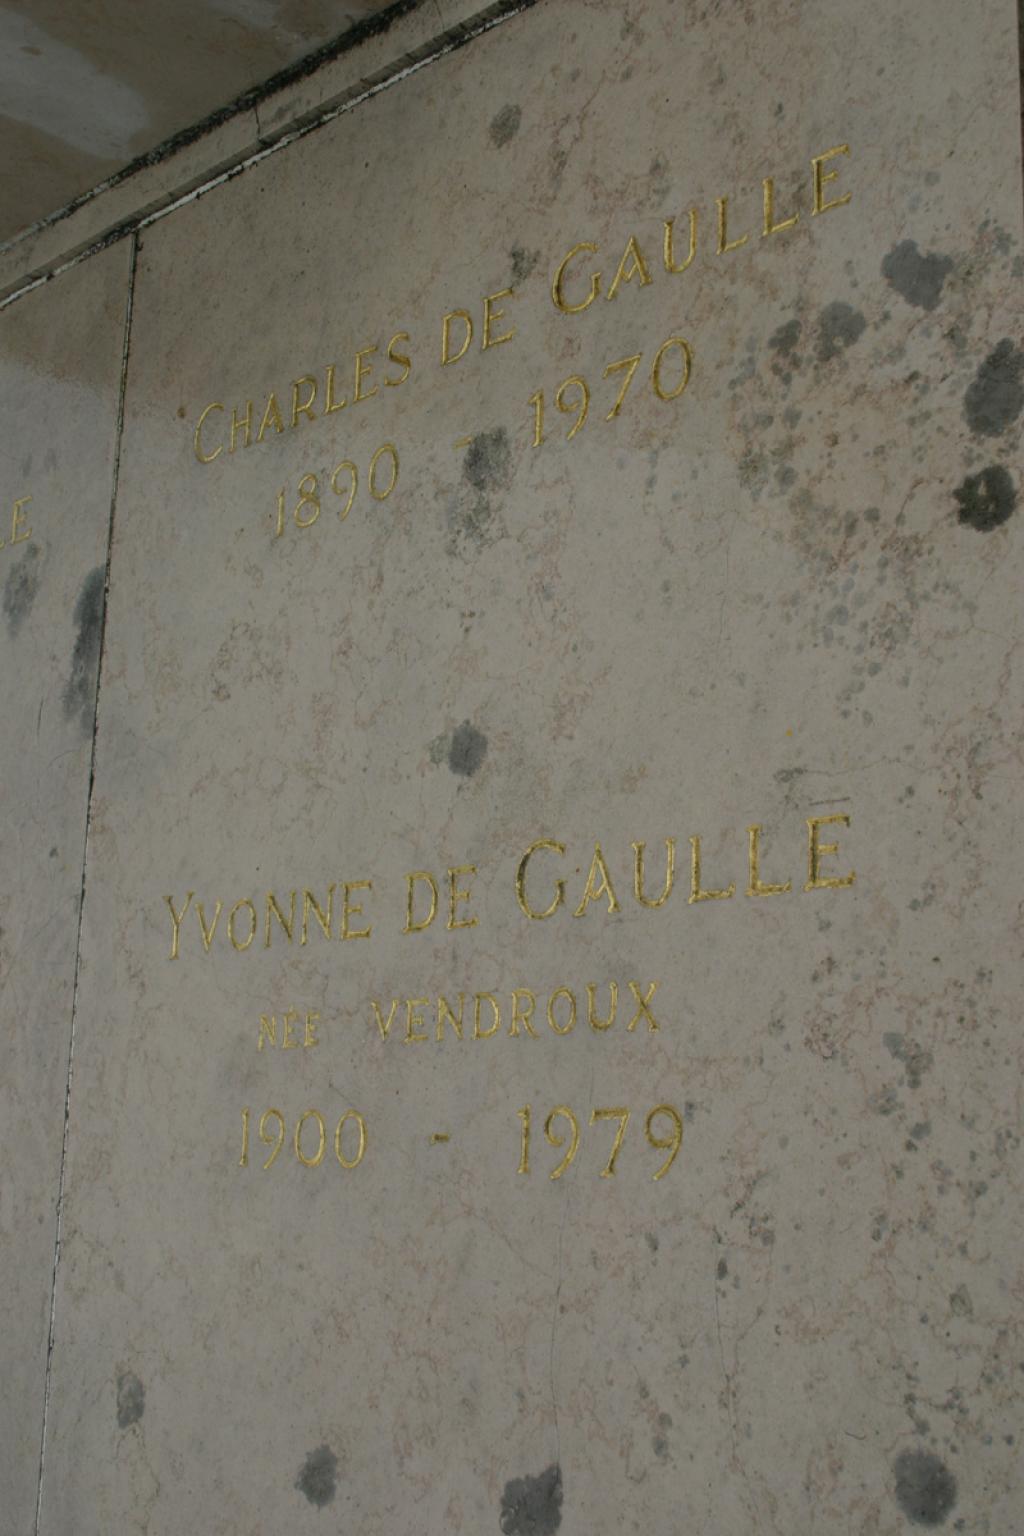 CHARLES DE GAULLE
1890 - 1970
YVONNE DE GAULLE
NÉE VENDROUX
1900 - 1979